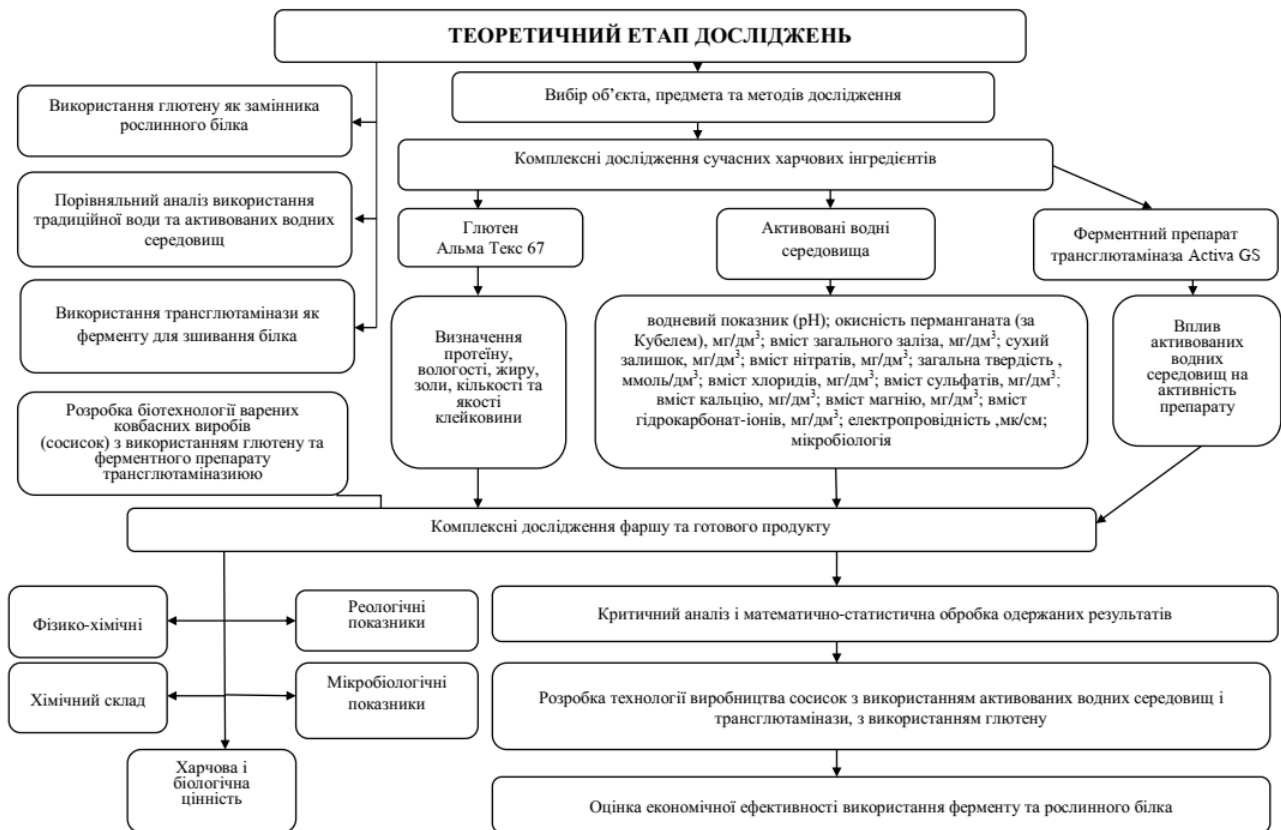 ТЕОРЕТИЧНИЙ ЕТАП ДОСЛІДЖЕНЬ
Вибір об’єкта, предмета та методів дослідження
Використання глютену як замінника
рослинного білка
Комплексні дослідження сучасних харчових інгредієнтів
Порівняльний аналіз використання
традиційної води та активованих водних
середовищ
Глютен
Альма Текс 67
Активовані водні
середовища
Ферментний препарат
трансглютаміназа Activa GS
Використання трансглютамінази як
ферменту для зшивання білка
Визначення
протеїну,
вологості, жиру,
золи, кількості та
якості
клейковини
водневий показник (рН); окисність перманганата (за
Кубелем), мг/дм³; вміст загального заліза, мг/дм³; сухий
залишок, мг/дм³; вміст нітратів, мг/дм³; загальна твердість ,
ммоль/дм³; вміст хлоридів, мг/дм³; вміст сульфатів, мг/дм³;
вміст кальцію, мг/дм³; вміст магнію, мг/дм³; вміст
гідрокарбонат-іонів, мг/дм³; електропровідність ,мк/см;
мікробіологія
Вплив
активованих
водних
середовищ на
активність
препарату
Розробка біотехнології варених
ковбасних виробів
(сосисок) з використанням глютену та
ферментного препарату
трансглютаміназиюю
Комплексні дослідження фаршу та готового продукту
Фізико-хімічні
Реологічні
показники
Критичний аналіз і математично-статистична обробка одержаних результатів
Хімічний склад
Мікробіологічні
показники
Розробка технології виробництва сосисок з використанням активованих водних середовищ і
трансглютамінази, з використанням глютену
Харчова і
біологічна
цінність
Оцінка економічної ефективності використання ферменту та рослинного білка